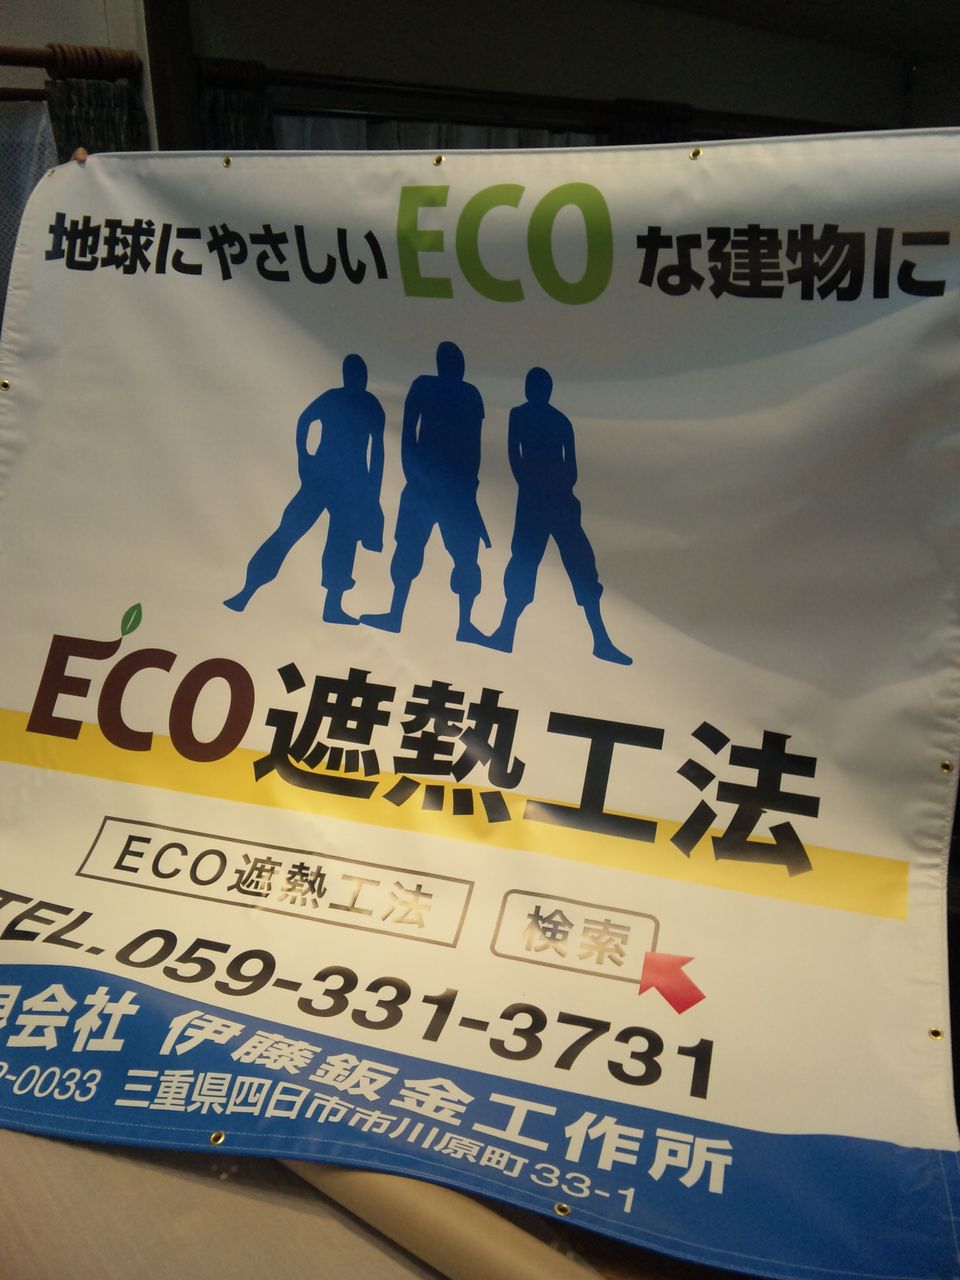 地球にやさしいECOな建物に
ECO遮熱工法
ECO遮熱工法 検索
TEL.059-331-3731
限会社 伊藤鈑金工作所
-0033 三重県四日市市川原町33-1